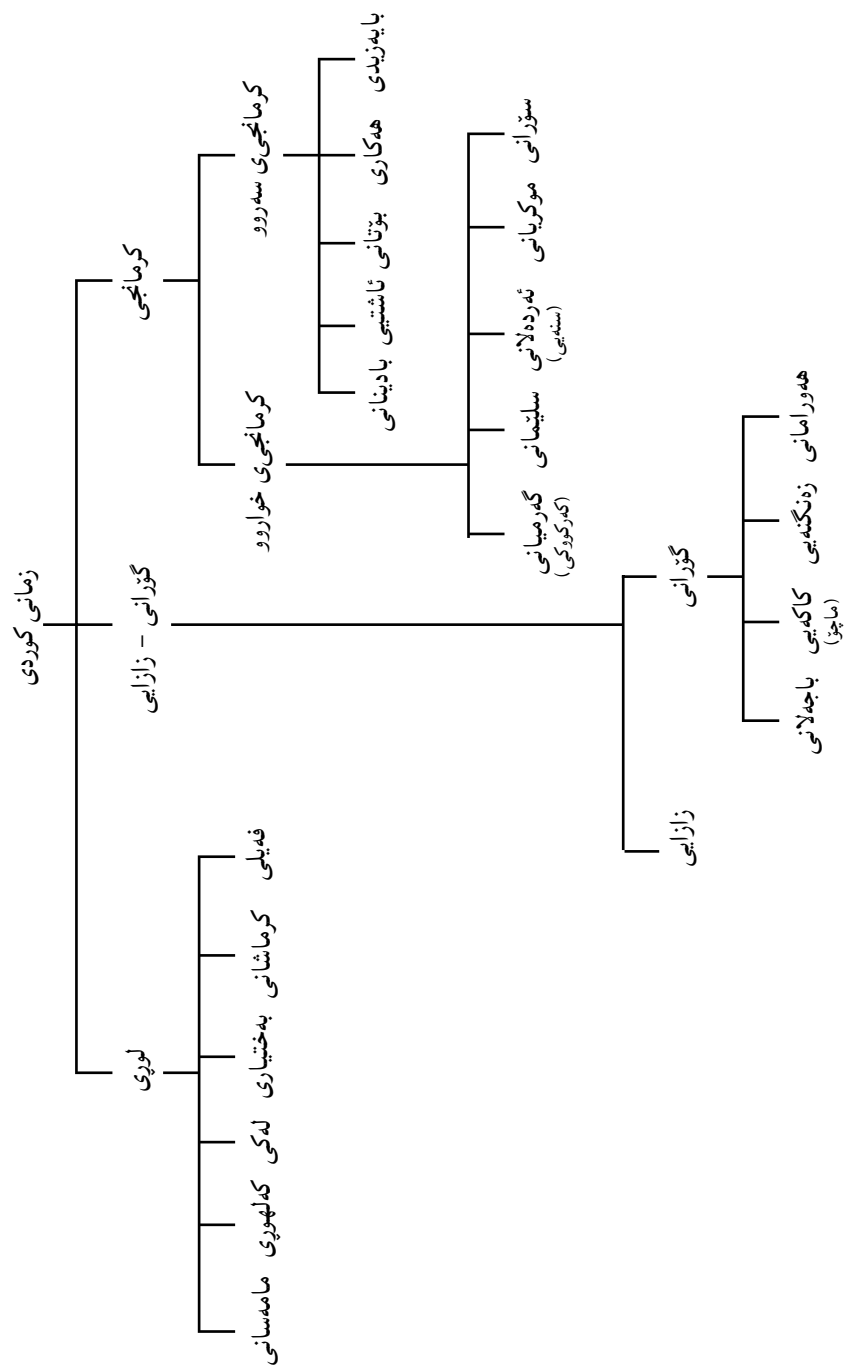 زمانی کوردی
کرمانجی
گۆرانی - زازایی
لوڕی
کرمانجی‌ی سەروو
کرمانجی‌ی خواروو
بایەزیدی
هەکاری
بۆتانی
ئاشتیی
بادینانی
سۆرانی
موکریانی
ئەردەلانی
(سنەیی)
سلێمانی
گەرمیانی
(کەرکووکی)
گۆرانی
زازایی
هەورامانی
زەنگنەیی
کاکەیی
(ماچۆ)
باجەلانی
فەیلی
کرماشانی
بەختیاری
لەکی
کەلهوڕی
مامەسانی